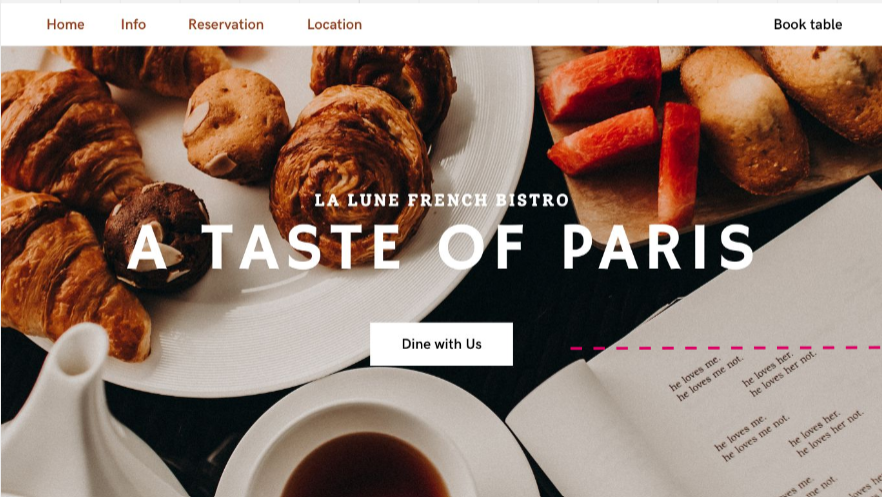 Home Info Reservation Location Book table
LA LUNE FRENCH BISTRO
A TASTE OF PARIS
Dine with Us
he loves me.
he loves me not.
he loves her.
he loves her not.
he loves me.
he loves me not.
he loves her.
he loves her not.